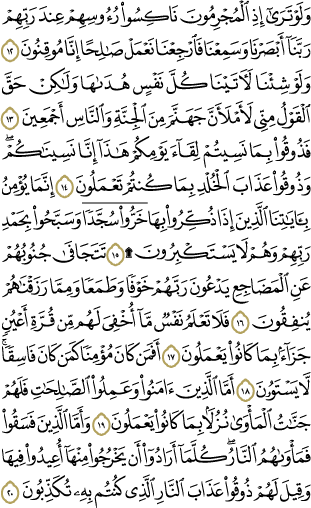 وَلَوْ تَرَىٰٓ إِذِ ٱلْمُجْرِمُونَ نَاكِسُوا۟ رُءُوسِهِمْ عِندَ رَبِّهِمْ
رَبَّنَآ أَبْصَرْنَا وَسَمِعْنَا فَٱرْجِعْنَا نَعْمَلْ صَٰلِحًا إِنَّا مُوقِنُونَ ١٢
وَلَوْ شِئْنَا لَءَاتَيْنَا كُلَّ نَفْسٍ هُدَىٰهَا وَلَٰكِنْ حَقَّ
ٱلْقَوْلُ مِنِّى لَأَمْلَأَنَّ جَهَنَّمَ مِنَ ٱلْجِنَّةِ وَٱلنَّاسِ أَجْمَعِينَ ١٣
فَذُوقُوا۟ بِمَا نَسِيتُمْ لِقَآءَ يَوْمِكُمْ هَٰذَآ إِنَّا نَسِينَٰكُمْ ۖ
وَذُوقُوا۟ عَذَابَ ٱلْخُلْدِ بِمَا كُنتُمْ تَعْمَلُونَ ١٤ إِنَّمَا يُؤْمِنُ
بِـَٔايَٰتِنَا ٱلَّذِينَ إِذَا ذُكِّرُوا۟ بِهَا خَرُّوا۟ سُجَّدًا وَسَبَّحُوا۟ بِحَمْدِ
رَبِّهِمْ وَهُمْ لَا يَسْتَكْبِرُونَ ۩ ١٥ تَتَجَافَىٰ جُنُوبُهُمْ
عَنِ ٱلْمَضَاجِعِ يَدْعُونَ رَبَّهُمْ خَوْفًا وَطَمَعًا وَمِمَّا رَزَقْنَٰهُمْ
يُنفِقُونَ ١٦ فَلَا تَعْلَمُ نَفْسٌ مَّآ أُخْفِىَ لَهُم مِّن قُرَّةِ أَعْيُنٍ
جَزَآءًۢ بِمَا كَانُوا۟ يَعْمَلُونَ ١٧ أَفَمَن كَانَ مُؤْمِنًا كَمَن كَانَ فَاسِقًا ۚ
لَّا يَسْتَوُۥنَ ١٨ أَمَّا ٱلَّذِينَ ءَامَنُوا۟ وَعَمِلُوا۟ ٱلصَّٰلِحَٰتِ فَلَهُمْ
جَنَّٰتُ ٱلْمَأْوَىٰ نُزُلًۢا بِمَا كَانُوا۟ يَعْمَلُونَ ١٩ وَأَمَّا ٱلَّذِينَ فَسَقُوا۟
فَمَأْوَىٰهُمُ ٱلنَّارُ ۖ كُلَّمَآ أَرَادُوٓا۟ أَن يَخْرُجُوا۟ مِنْهَآ أُعِيدُوا۟ فِيهَا
وَقِيلَ لَهُمْ ذُوقُوا۟ عَذَابَ ٱلنَّارِ ٱلَّذِى كُنتُم بِهِۦ تُكَذِّبُونَ ٢٠